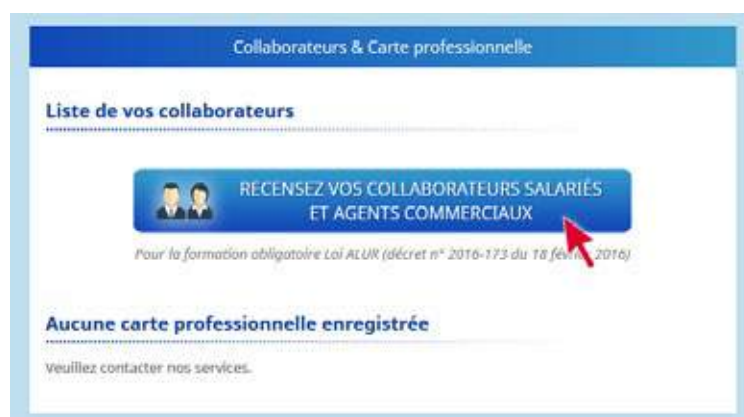 Collaborateurs & Carte professionnelle
Liste de vos collaborateurs
RECENSEZ VOS COLLABORATEURS SALARIÉS
ET AGENTS COMMERCIAUX
Pour la formation obligatoire Loi ALUR (décret n° 2016-173 du 18 février 2016)
Aucune carte professionnelle enregistrée
Veuillez contacter nos services.